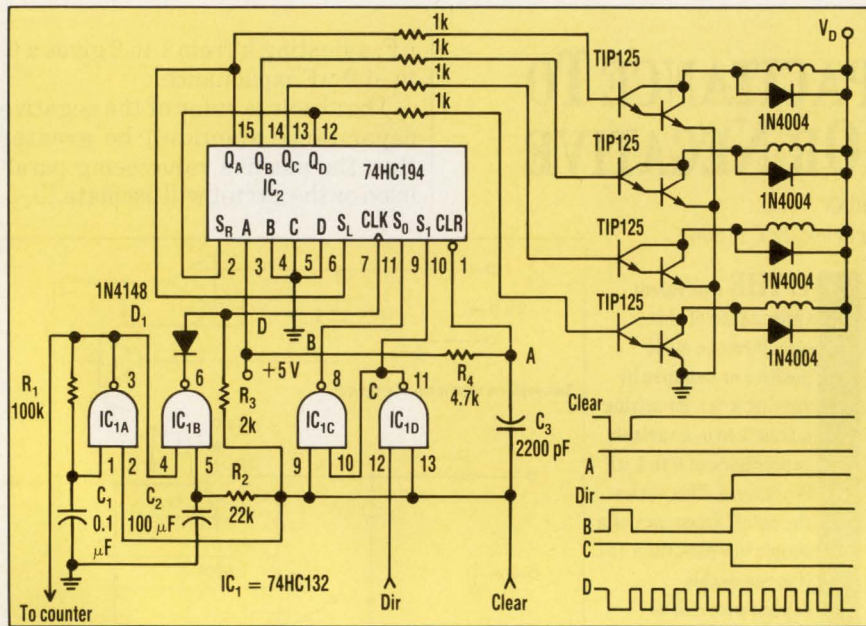 1k
1k
1k
1k
V_D
TIP125
TIP125
TIP125
TIP125
1N4004
1N4004
1N4004
1N4004
15 14 13 12
Q_A Q_B Q_C Q_D
IC_2
74HC194
S_R A B C D S_L CLK S_0 S_1 CLR
2 3 4 5 6 7 11 9 10 1
1N4148
D_1
D
B
A
+5 V
C
R_4
4.7k
R_1
100k
3
6
R_3
2k
8
11
C_3
2200 pF
IC_1A
IC_1B
IC_1C
IC_1D
1 2 4 5 9 10 12 13
C_1
0.1
μF
C_2
100 μF
R_2
22k
IC_1 = 74HC132
To counter
Dir
Clear
Clear
A
Dir
B
C
D